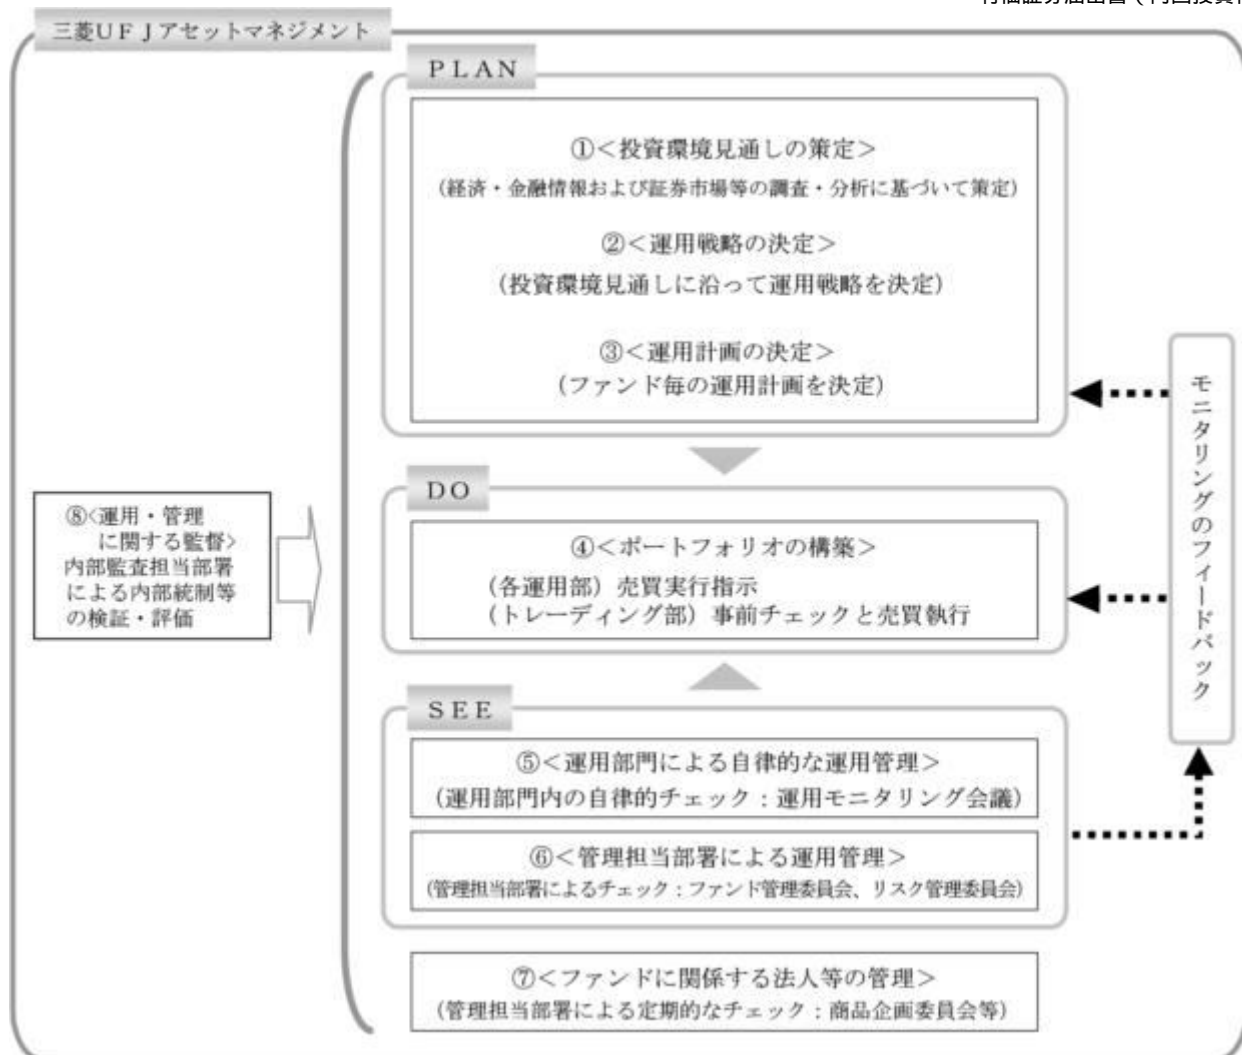 三菱UFJアセットマネジメント
PLAN
①<投資環境見通しの策定>
(経済・金融情報および証券市場等の調査・分析に基づいて策定)
②<運用戦略の決定>
(投資環境見通しに沿って運用戦略を決定)
③<運用計画の決定>
(ファンド毎の運用計画を決定)
DO
④<ポートフォリオの構築>
(各運用部)売買実行指示
(トレーディング部)事前チェックと売買執行
SEE
⑤<運用部門による自律的な運用管理>
(運用部門内の自律的チェック:運用モニタリング会議)
⑥<管理担当部署による運用管理>
(管理担当部署によるチェック:ファンド管理委員会、リスク管理委員会)
⑦<ファンドに関係する法人等の管理>
(管理担当部署による定期的なチェック:商品企画委員会等)
⑧<運用・管理
に関する監督>
内部監査担当部署
による内部統制等
の検証・評価
モニタリングのフィードバック